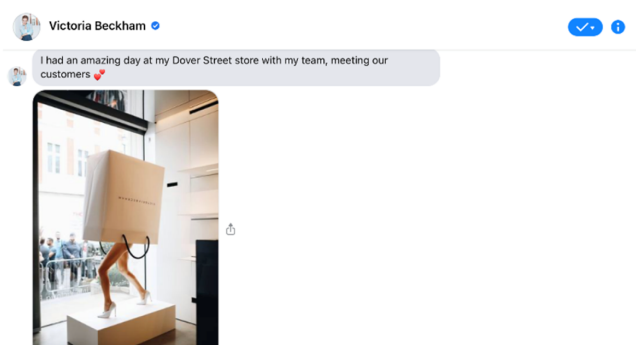 Victoria Beckham
I had an amazing day at my Dover Street store with my team, meeting our
customers 💕